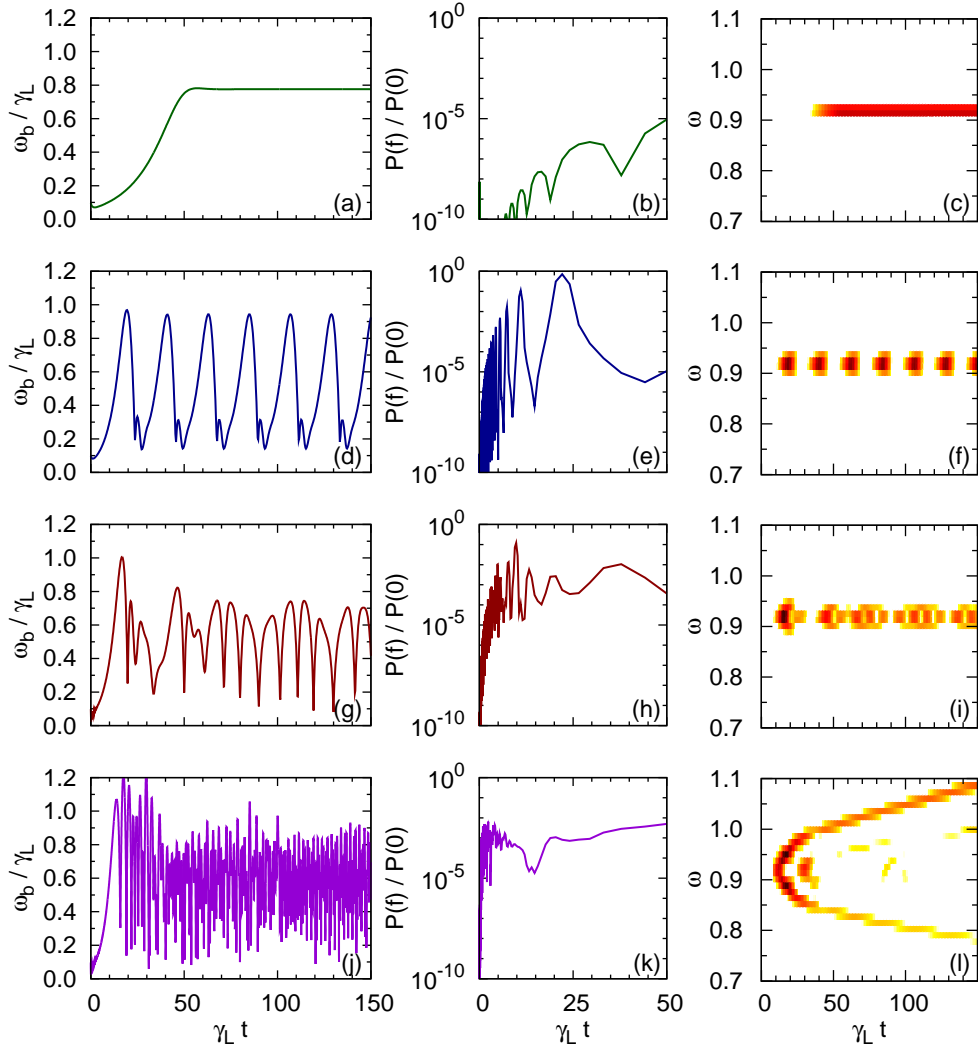 1.2
1.0
0.8
0.6
0.4
0.2
0.0
ω_b / γ_L
(a)
10^0
10^-5
10^-10
P(f) / P(0)
(b)
1.1
1.0
0.9
0.8
0.7
ω
(c)
1.2
1.0
0.8
0.6
0.4
0.2
0.0
ω_b / γ_L
(d)
10^0
10^-5
10^-10
P(f) / P(0)
(e)
1.1
1.0
0.9
0.8
0.7
ω
(f)
1.2
1.0
0.8
0.6
0.4
0.2
0.0
ω_b / γ_L
(g)
10^0
10^-5
10^-10
P(f) / P(0)
(h)
1.1
1.0
0.9
0.8
0.7
ω
(i)
1.2
1.0
0.8
0.6
0.4
0.2
0.0
ω_b / γ_L
(j)
0 50 100 150
γ_L t
10^0
10^-5
10^-10
P(f) / P(0)
(k)
0 25 50
γ_L t
1.1
1.0
0.9
0.8
0.7
ω
(l)
0 50 100
γ_L t